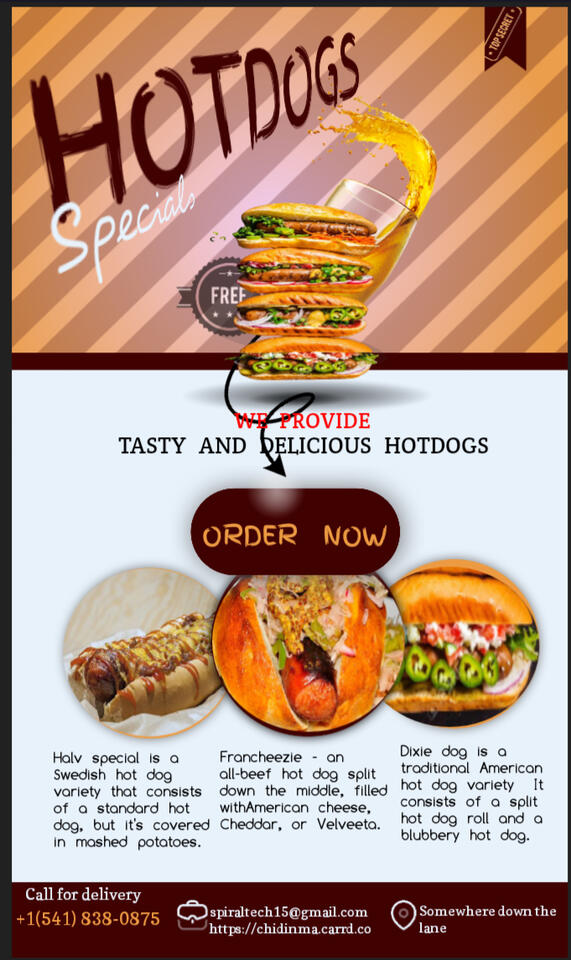 TOP SECRET
HOTDOGS
Specials
FREE
WE PROVIDE
TASTY AND DELICIOUS HOTDOGS
ORDER NOW
Halv special is a
Swedish hot dog
variety that consists
of a standard hot
dog, but it's covered
in mashed potatoes.
Francheezie - an
all-beef hot dog split
down the middle, filled
withAmerican cheese,
Cheddar, or Velveeta.
Dixie dog is a
traditional American
hot dog variety It
consists of a split
hot dog roll and a
blubbery hot dog.
Call for delivery
+1(541) 838-0875
spiraltech15@gmail.com
https://chidinma.carrd.co
Somewhere down the
lane